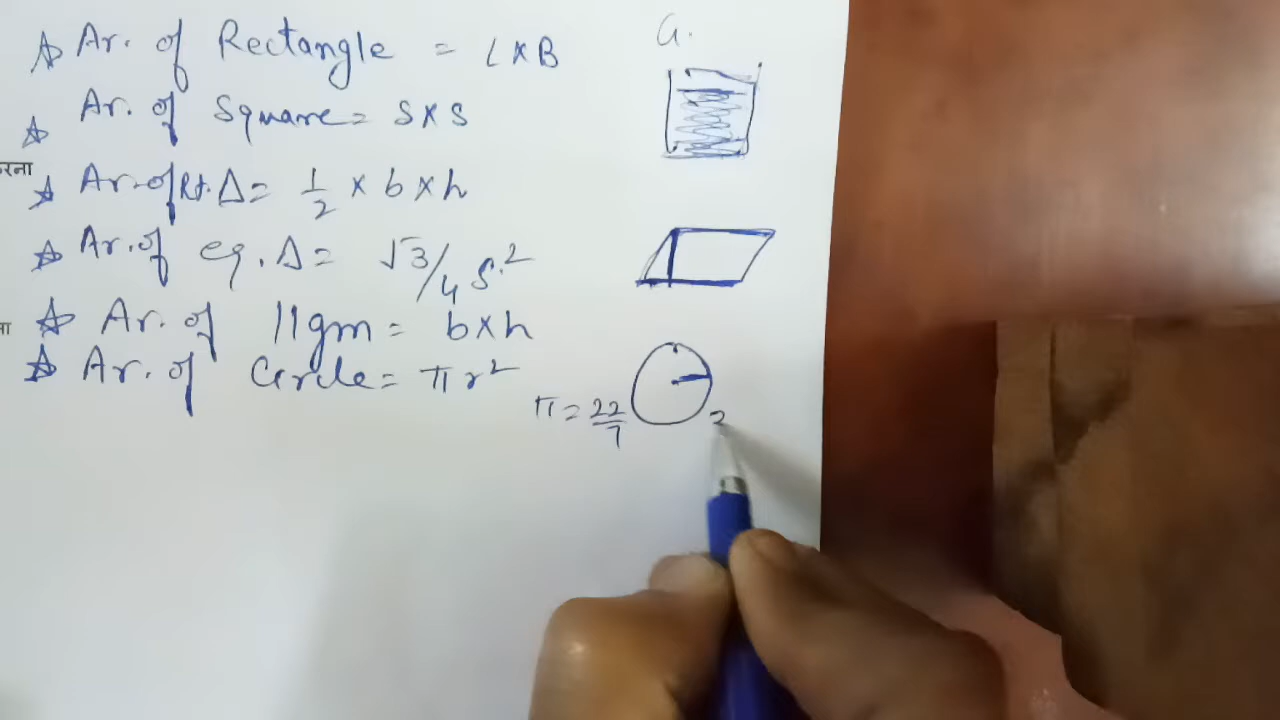 Ar. of Rectangle = L×B
Ar. of Square = S×S
Ar. of Rt. Δ = 1/2 × b × h
Ar. of eq. Δ = √3/4 S²
Ar. of ||gm = b×h
Ar. of Circle = πr²
π = 22/7